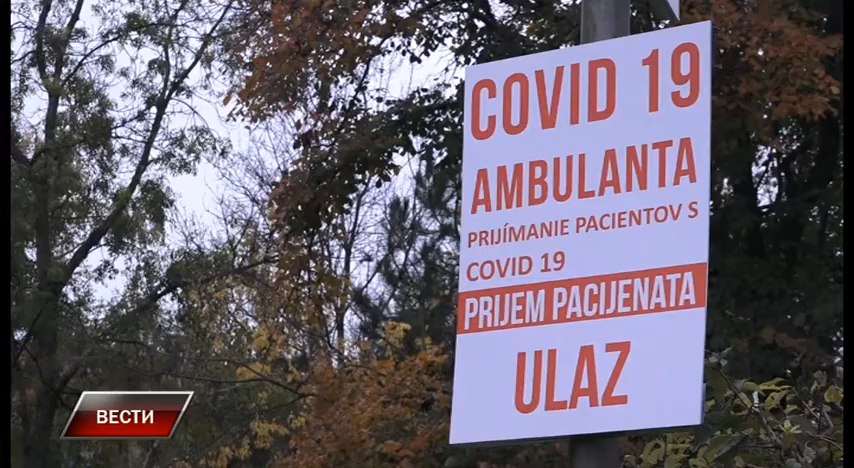 COVID 19
AMBULANTA
PRIJÍMANIE PACIENTOV S
COVID 19
PRIJEM PACIJENATA
ULAZ
ВЕСТИ